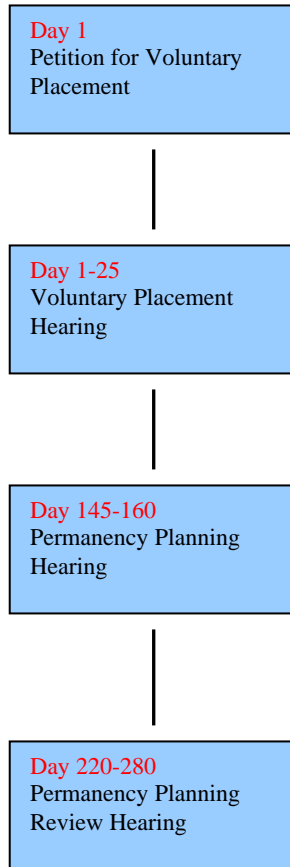 Day 1
Petition for Voluntary
Placement
Day 1-25
Voluntary Placement
Hearing
Day 145-160
Permanency Planning
Hearing
Day 220-280
Permanency Planning
Review Hearing